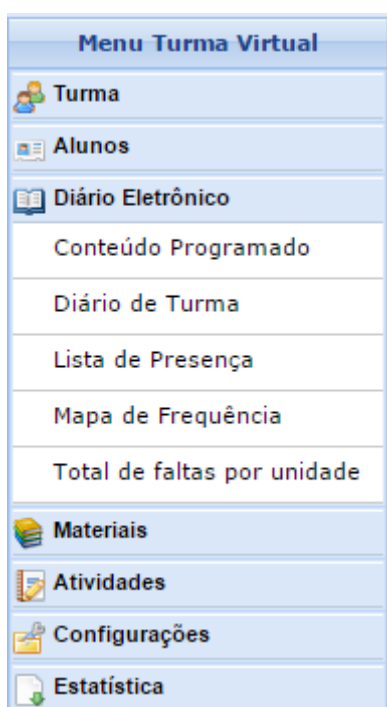 Menu Turma Virtual
Turma
Alunos
Diário Eletrônico
Conteúdo Programado
Diário de Turma
Lista de Presença
Mapa de Frequência
Total de faltas por unidade
Materiais
Atividades
Configurações
Estatística